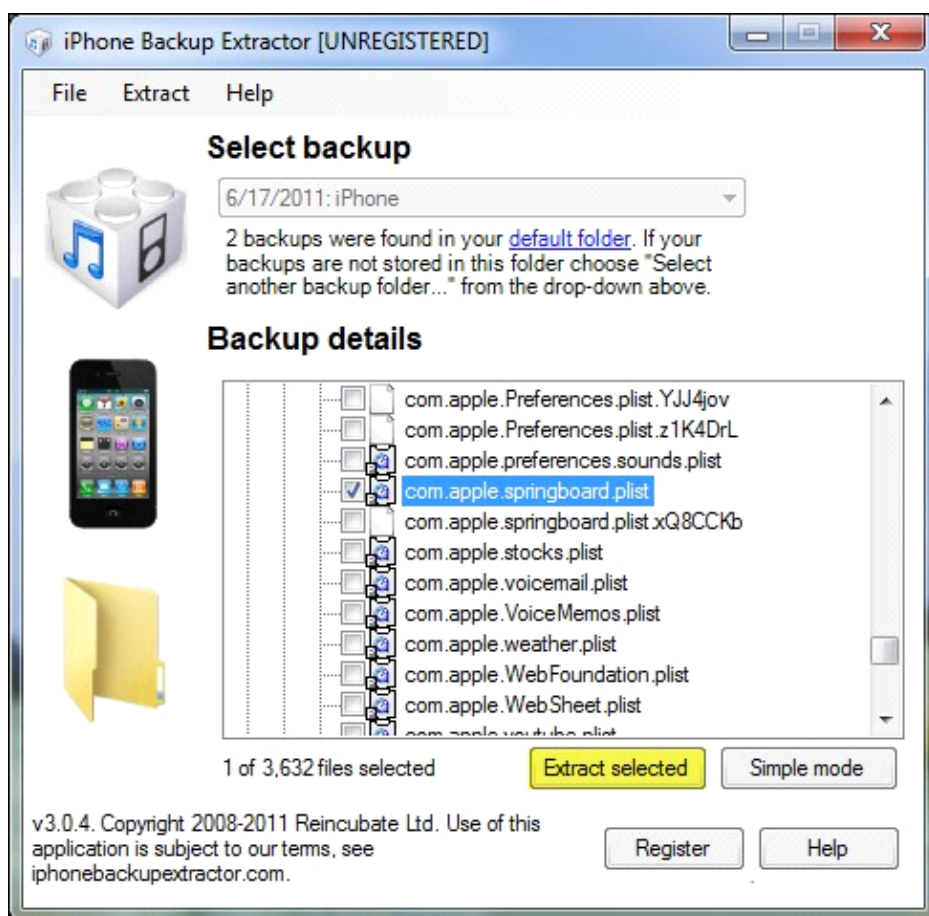 iPhone Backup Extractor [UNREGISTERED]
File Extract Help
Select backup
6/17/2011: iPhone
2 backups were found in your default folder. If your
backups are not stored in this folder choose "Select
another backup folder..." from the drop-down above.
Backup details
com.apple.Preferences.plist.YJJ4jov
com.apple.Preferences.plist.z1K4DrL
com.apple.preferences.sounds.plist
com.apple.springboard.plist
com.apple.springboard.plist.xQ8CCKb
com.apple.stocks.plist
com.apple.voicemail.plist
com.apple.VoiceMemos.plist
com.apple.weather.plist
com.apple.WebFoundation.plist
com.apple.WebSheet.plist
com.apple.youtube.plist
1 of 3,632 files selected
Extract selected
Simple mode
v3.0.4. Copyright 2008-2011 Reincubate Ltd. Use of this
application is subject to our terms, see
iphonebackupextractor.com.
Register
Help